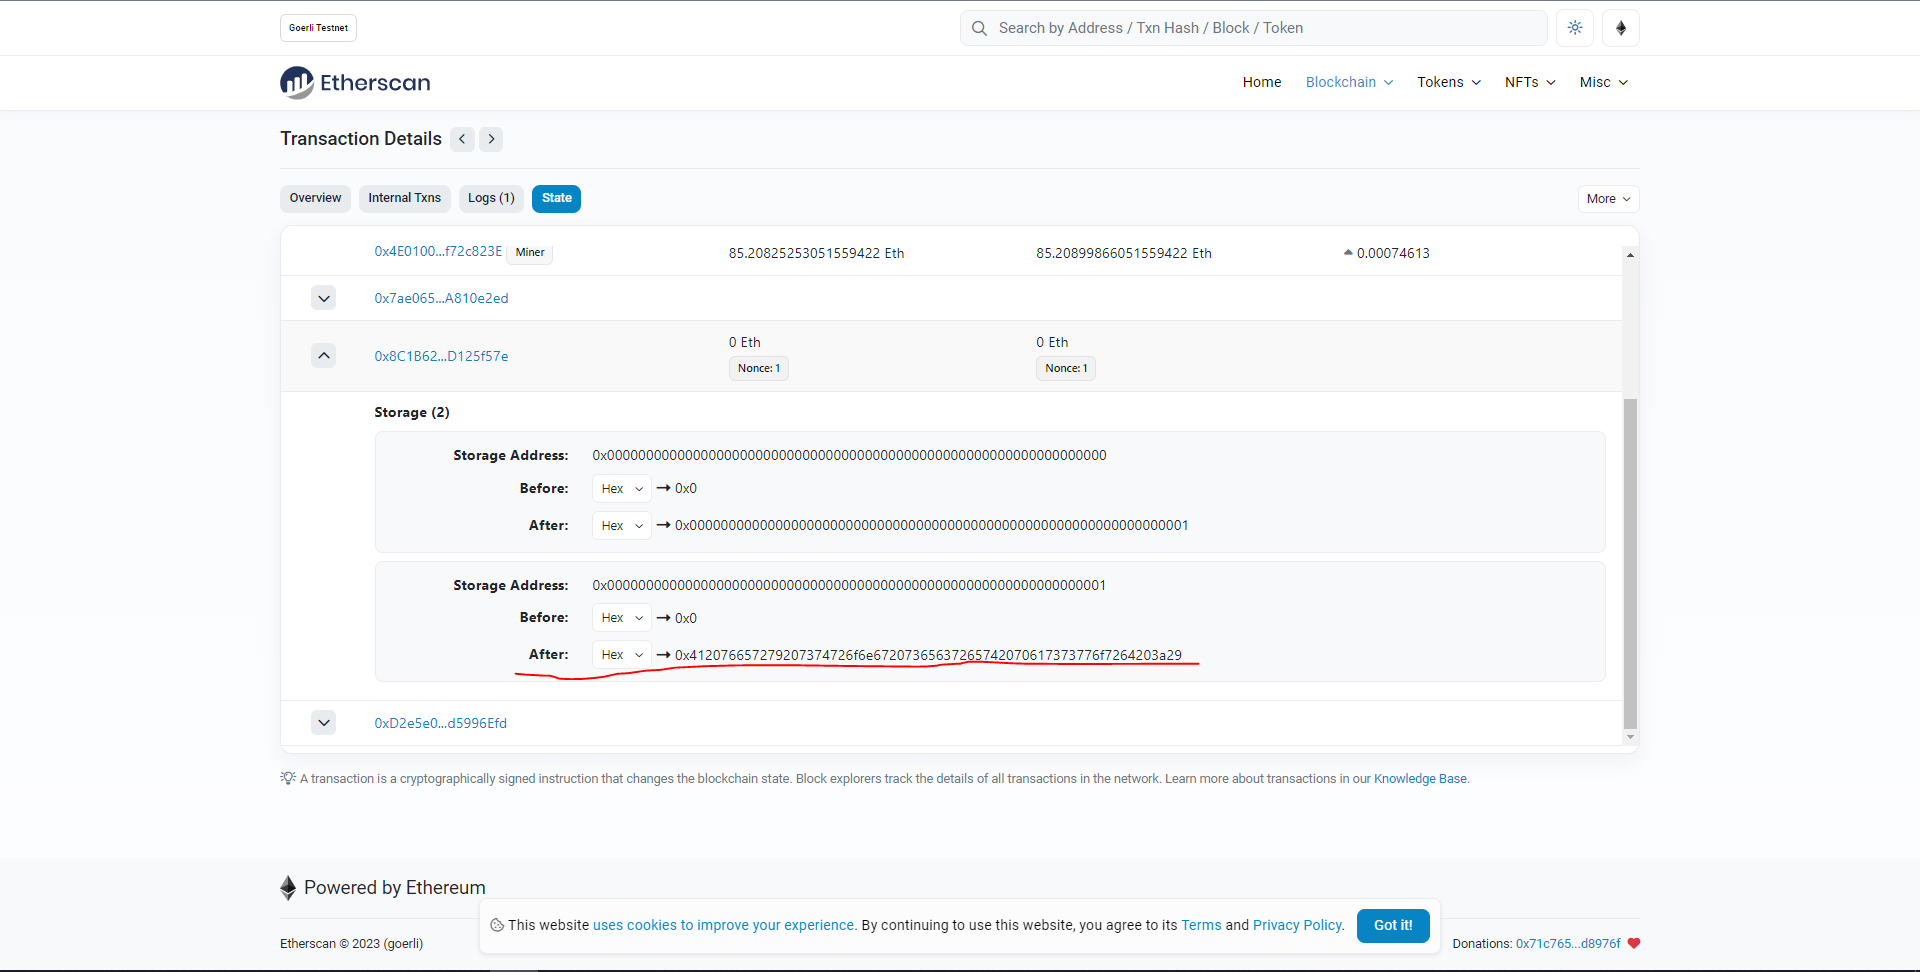 Goerli Testnet
Search by Address / Txn Hash / Block / Token
Etherscan
Home Blockchain Tokens NFTs Misc
Transaction Details
Overview Internal Txns Logs (1) State More
0x4E0100...f72c823E Miner 85.20825253051559422 Eth 85.20899866051559422 Eth 0.00074613
0x7ae065...A810e2ed
0x8C1B62...D125f57e 0 Eth 0 Eth
Nonce: 1 Nonce: 1
Storage (2)
Storage Address: 0x0000000000000000000000000000000000000000000000000000000000000000
Before: Hex → 0x0
After: Hex → 0x0000000000000000000000000000000000000000000000000000000000000001
Storage Address: 0x0000000000000000000000000000000000000000000000000000000000000001
Before: Hex → 0x0
After: Hex → 0x412076657279207374726f6e67207365637265742070617373776f7264203a29
0xD2e5e0...d5996Efd
A transaction is a cryptographically signed instruction that changes the blockchain state. Block explorers track the details of all transactions in the network. Learn more about transactions in our Knowledge Base.
Powered by Ethereum
This website uses cookies to improve your experience. By continuing to use this website, you agree to its Terms and Privacy Policy. Got it!
Etherscan © 2023 (goerli) Donations: 0x71c765...d8976f